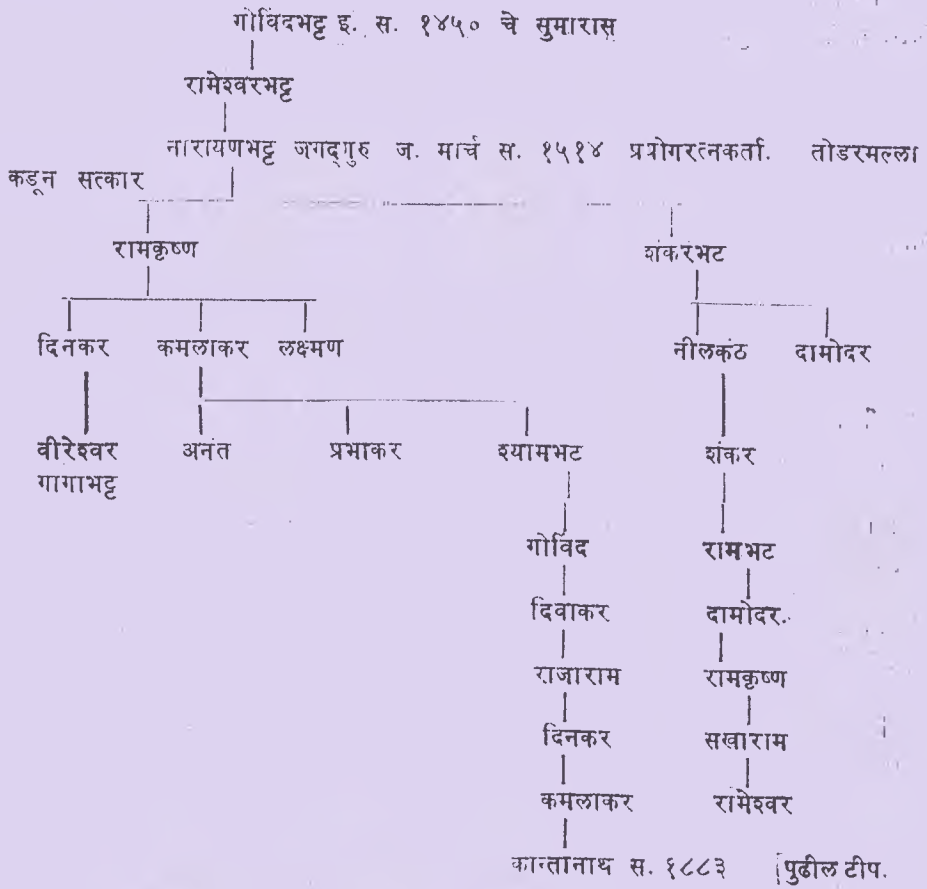 गोविंदभट्ट इ. स. १४५० चे सुमारास
रामेश्वरभट्ट
नारायणभट्ट जगद्गुरु ज. मार्च स. १५१४ प्रयोगरत्नकर्ता. तोडरमल्ला
कडून सत्कार
रामकृष्ण शंकरभट
दिनकर कमलाकर लक्ष्मण नीलकंठ दामोदर
वीरेश्वर अनंत प्रभाकर श्यामभट शंकर
गागाभट्ट
गोविंद रामभट
दिवाकर दामोदर.
राजाराम रामकृष्ण
दिनकर सखाराम
कमलाकर रामेश्वर
कान्तानाथ स. १८८३ [पुढील टीप.